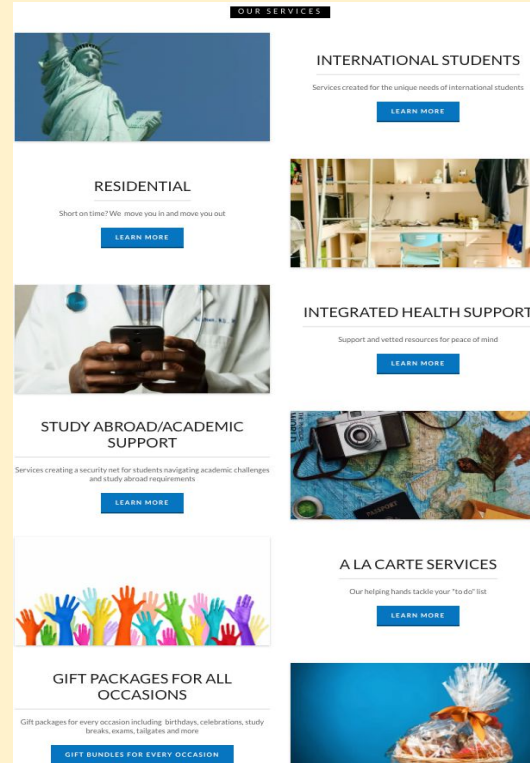 OUR SERVICES
INTERNATIONAL STUDENTS
Services created for the unique needs of international students
LEARN MORE
RESIDENTIAL
Short on time? We move you in and move you out
LEARN MORE
INTEGRATED HEALTH SUPPORT
Support and vetted resources for peace of mind
LEARN MORE
STUDY ABROAD/ACADEMIC
SUPPORT
Services creating a security net for students navigating academic challenges
and study abroad requirements
LEARN MORE
PASSPORT
A LA CARTE SERVICES
Our helping hands tackle your "to do" list
LEARN MORE
GIFT PACKAGES FOR ALL
OCCASIONS
Gift packages for every occasion including birthdays, celebrations, study
breaks, exams, tailgates and more
GIFT BUNDLES FOR EVERY OCCASION